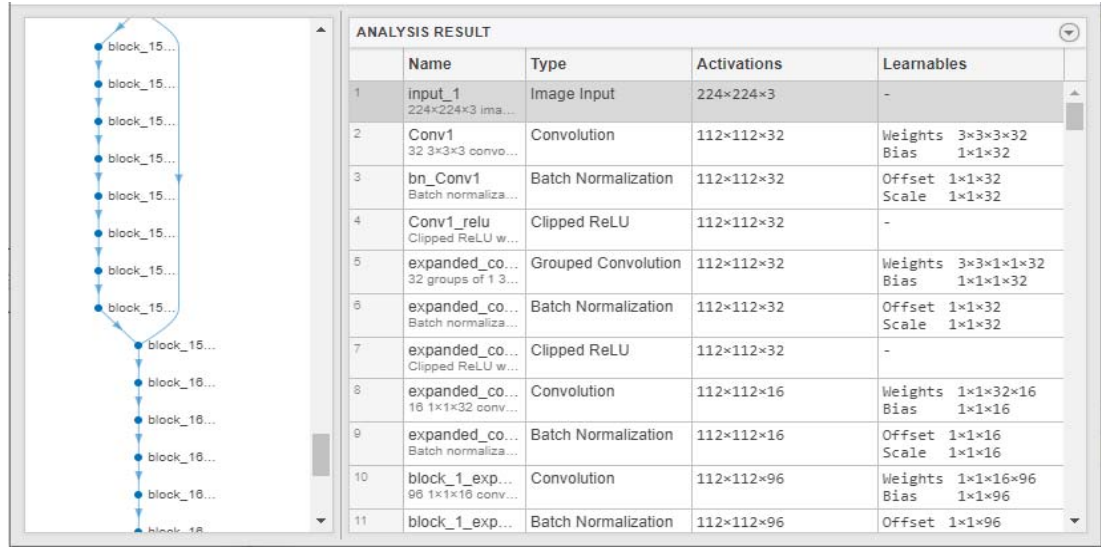 block_15...
block_15...
block_15...
block_15...
block_15...
block_15...
block_15...
block_15...
block_15...
block_16...
block_16...
block_16...
block_16...
block_16
ANALYSIS RESULT
Name Type Activations Learnables
1 input_1 Image Input 224×224×3 -
224×224×3 ima...
2 Conv1 Convolution 112×112×32 Weights 3×3×3×32
32 3×3×3 convo... Bias 1×1×32
3 bn_Conv1 Batch Normalization 112×112×32 Offset 1×1×32
Batch normaliza... Scale 1×1×32
4 Conv1_relu Clipped ReLU 112×112×32 -
Clipped ReLU w...
5 expanded_co... Grouped Convolution 112×112×32 Weights 3×3×1×1×32
32 groups of 1 3... Bias 1×1×1×32
6 expanded_co... Batch Normalization 112×112×32 Offset 1×1×32
Batch normaliza... Scale 1×1×32
7 expanded_co... Clipped ReLU 112×112×32 -
Clipped ReLU w...
8 expanded_co... Convolution 112×112×16 Weights 1×1×32×16
16 1×1×32 conv... Bias 1×1×16
9 expanded_co... Batch Normalization 112×112×16 Offset 1×1×16
Batch normaliza... Scale 1×1×16
10 block_1_exp... Convolution 112×112×96 Weights 1×1×16×96
96 1×1×16 conv... Bias 1×1×96
11 block_1_exp... Batch Normalization 112×112×96 Offset 1×1×96